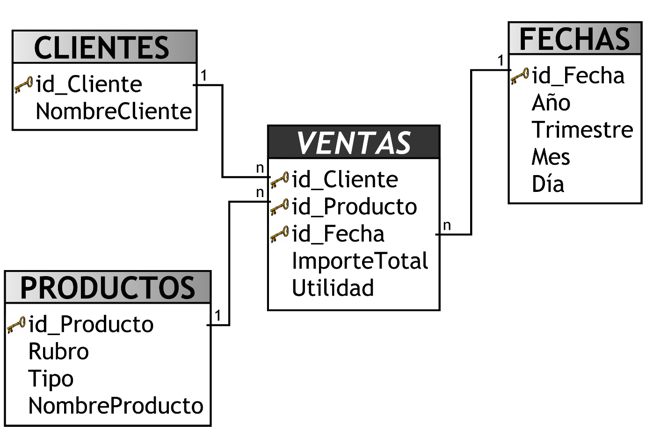 CLIENTES
id_Cliente
NombreCliente
1
n
VENTAS
id_Cliente
id_Producto
id_Fecha
ImporteTotal
Utilidad
n
n
1
FECHAS
id_Fecha
Año
Trimestre
Mes
Día
1
PRODUCTOS
id_Producto
Rubro
Tipo
NombreProducto